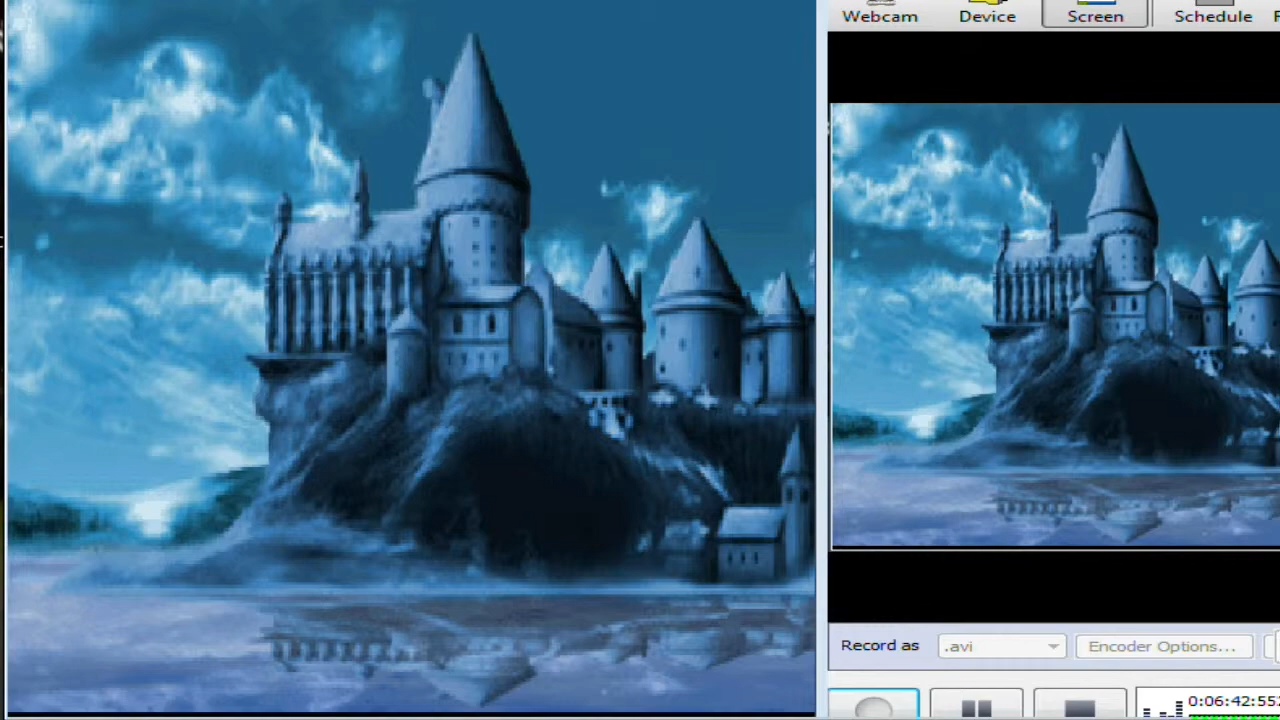 Webcam Device Screen Schedule
Record as .avi Encoder Options...
0:06:42:55